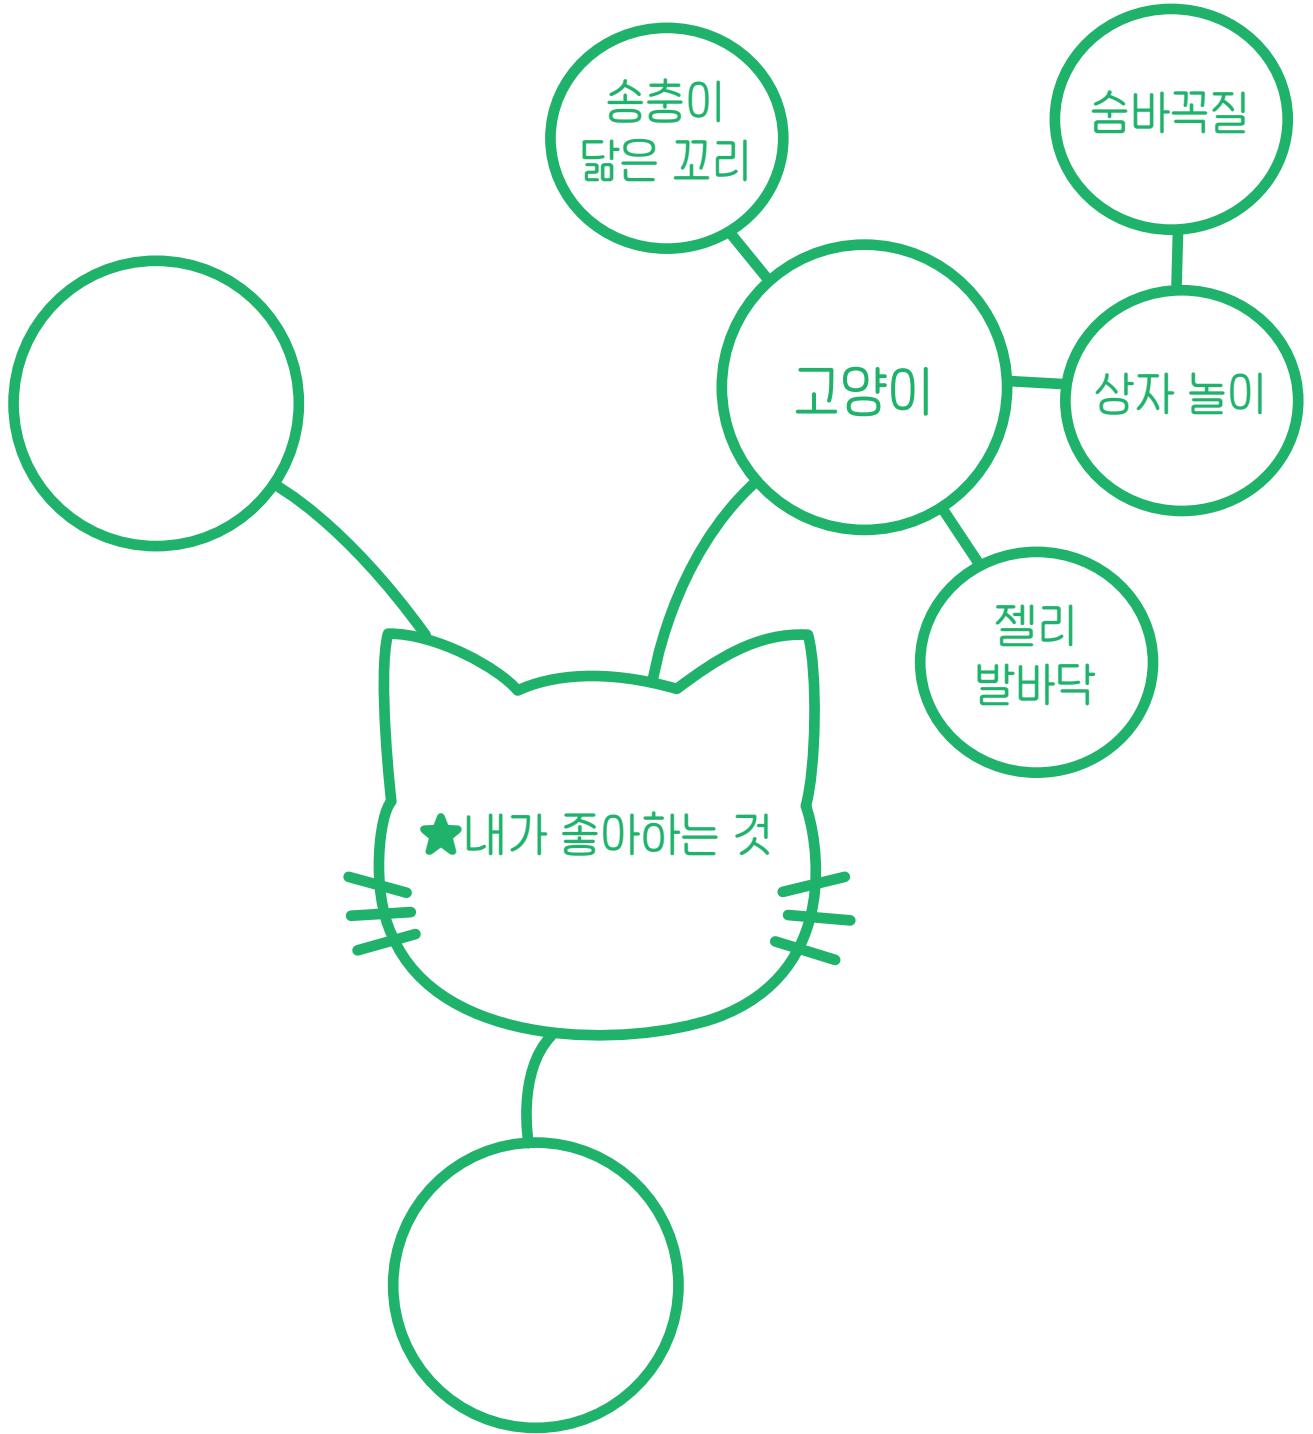 송충이
닮은 꼬리
숨바꼭질
고양이
상자 놀이
젤리
발바닥
★내가 좋아하는 것